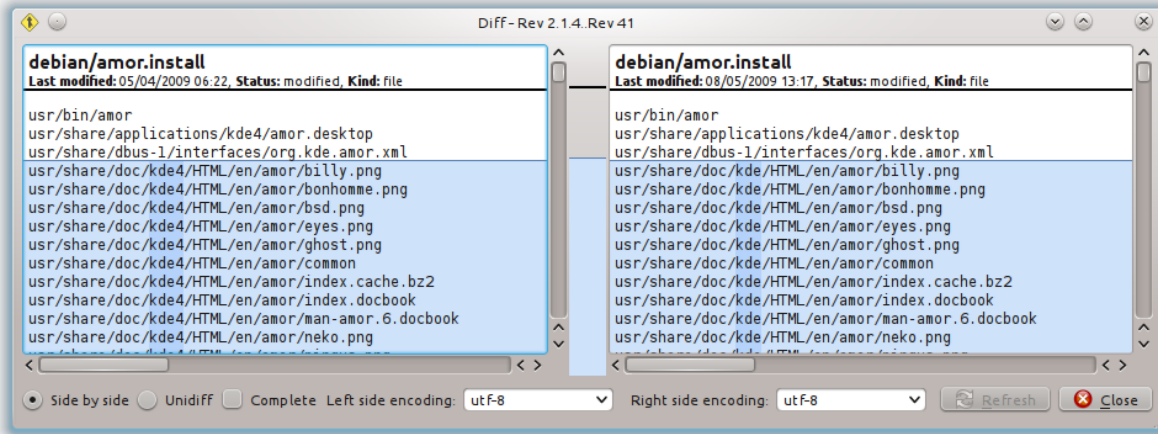 Diff - Rev 2.1.4..Rev 41
debian/amor.install
Last modified: 05/04/2009 06:22, Status: modified, Kind: file
usr/bin/amor
usr/share/applications/kde4/amor.desktop
usr/share/dbus-1/interfaces/org.kde.amor.xml
usr/share/doc/kde4/HTML/en/amor/billy.png
usr/share/doc/kde4/HTML/en/amor/bonhomme.png
usr/share/doc/kde4/HTML/en/amor/bsd.png
usr/share/doc/kde4/HTML/en/amor/eyes.png
usr/share/doc/kde4/HTML/en/amor/ghost.png
usr/share/doc/kde4/HTML/en/amor/common
usr/share/doc/kde4/HTML/en/amor/index.cache.bz2
usr/share/doc/kde4/HTML/en/amor/index.docbook
usr/share/doc/kde4/HTML/en/amor/man-amor.6.docbook
usr/share/doc/kde4/HTML/en/amor/neko.png
debian/amor.install
Last modified: 08/05/2009 13:17, Status: modified, Kind: file
usr/bin/amor
usr/share/applications/kde4/amor.desktop
usr/share/dbus-1/interfaces/org.kde.amor.xml
usr/share/doc/kde/HTML/en/amor/billy.png
usr/share/doc/kde/HTML/en/amor/bonhomme.png
usr/share/doc/kde/HTML/en/amor/bsd.png
usr/share/doc/kde/HTML/en/amor/eyes.png
usr/share/doc/kde/HTML/en/amor/ghost.png
usr/share/doc/kde/HTML/en/amor/common
usr/share/doc/kde/HTML/en/amor/index.cache.bz2
usr/share/doc/kde/HTML/en/amor/index.docbook
usr/share/doc/kde/HTML/en/amor/man-amor.6.docbook
usr/share/doc/kde/HTML/en/amor/neko.png
Side by side Unidiff Complete Left side encoding: utf-8 Right side encoding: utf-8 Refresh Close